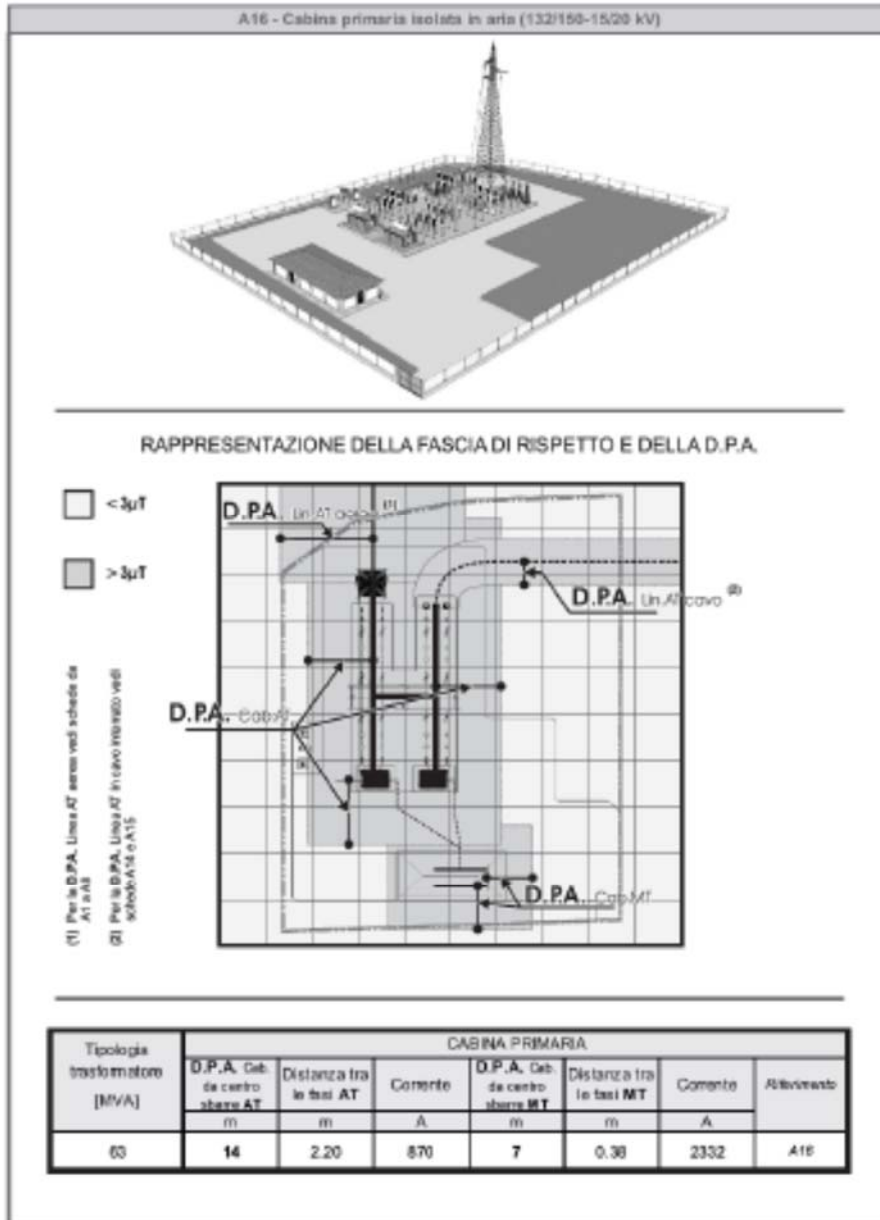 A16 - Cabina primaria isolata in aria (132/150-15/20 kV)
RAPPRESENTAZIONE DELLA FASCIA DI RISPETTO E DELLA D.P.A.
< 3µT
> 3µT
D.P.A. Lin. AT aerea (1)
D.P.A. Lin. AT cavo (2)
D.P.A. Cab. AT
D.P.A. Cab. MT
(1) Per la D.P.A. Linea AT aerea vedi schede da
A1 a A8
(2) Per la D.P.A. Linea AT in cavo interrato vedi
schede A14 e A15
Tipologia
trasformatore
[MVA]
CABINA PRIMARIA
D.P.A. Cab.
da centro
sbarre AT
Distanza tra
le fasi AT
Corrente
D.P.A. Cab.
da centro
sbarre MT
Distanza tra
le fasi MT
Corrente
Riferimento
m m A m m A
63 14 2.20 870 7 0.38 2332 A16